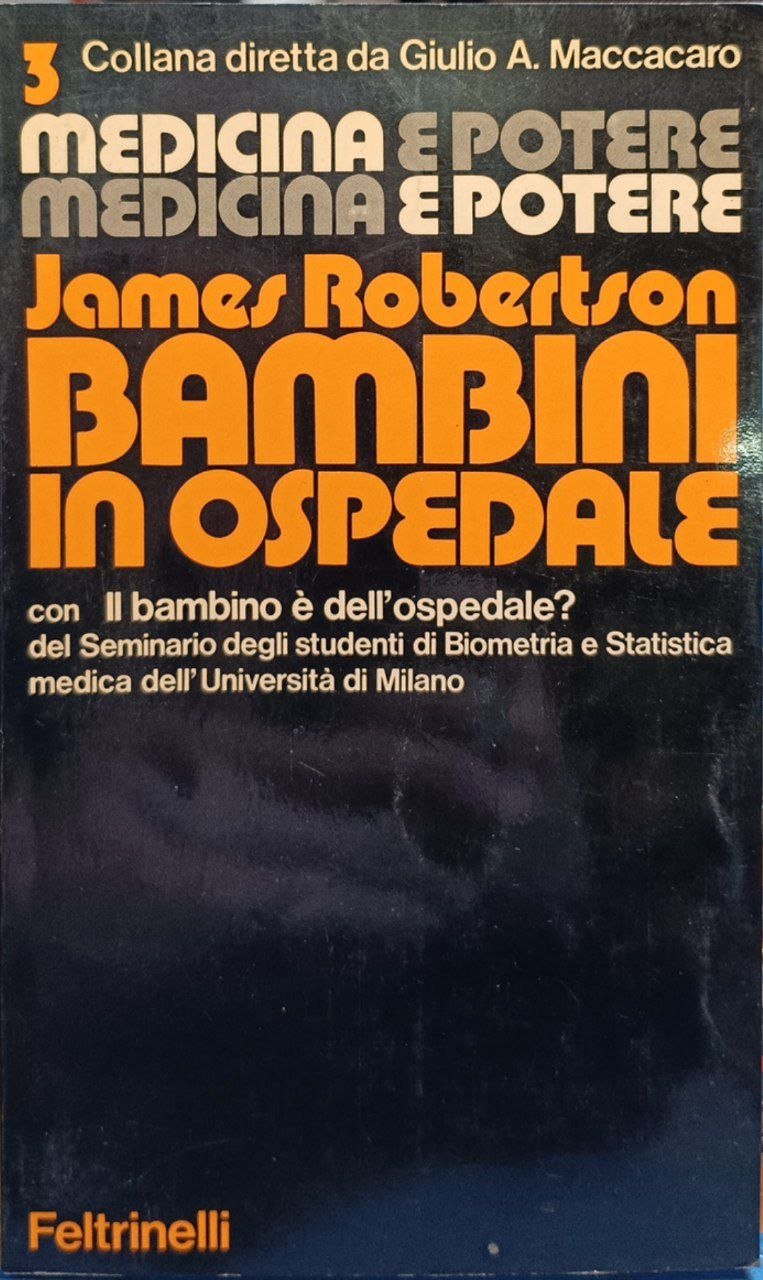 3 Collana diretta da Giulio A. Maccacaro
MEDICINA E POTERE
MEDICINA E POTERE
James Robertson
BAMBINI
IN OSPEDALE
con Il bambino è dell'ospedale?
del Seminario degli studenti di Biometria e Statistica
medica dell'Università di Milano
Feltrinelli